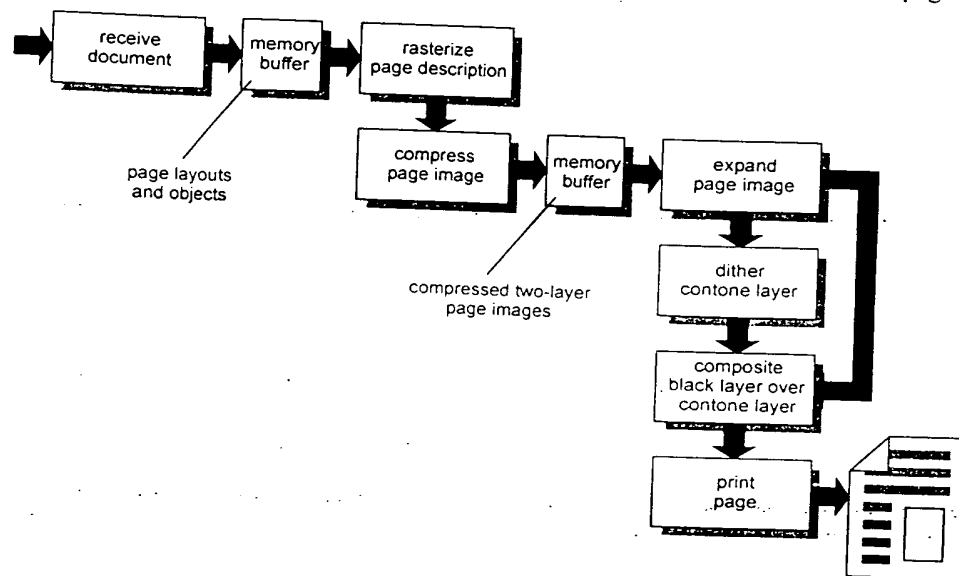 pag
receive
document
memory
buffer
rasterize
page description
page layouts
and objects
compress
page image
memory
buffer
expand
page image
compressed two-layer
page images
dither
contone layer
composite
black layer over
contone layer
print
page